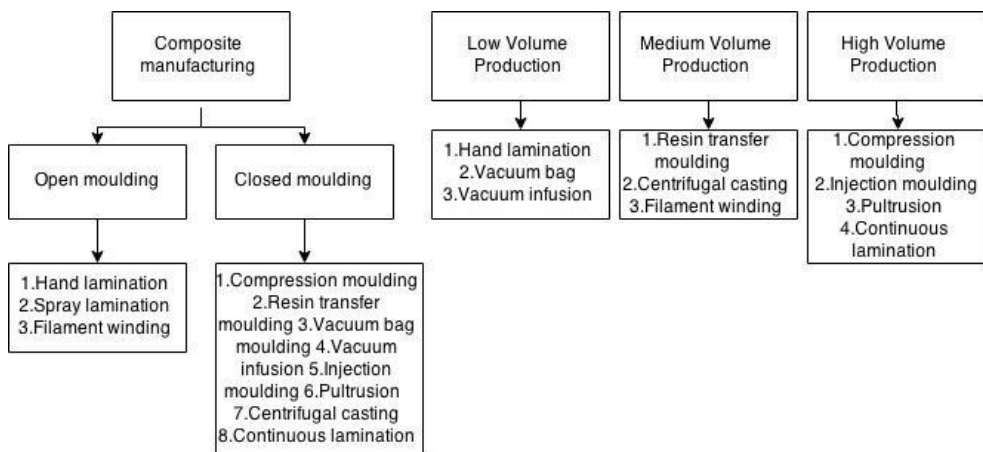 Composite
manufacturing
Open moulding
Closed moulding
1.Hand lamination
2.Spray lamination
3.Filament winding
1.Compression moulding
2.Resin transfer
moulding 3.Vacuum bag
moulding 4.Vacuum
infusion 5.Injection
moulding 6.Pultrusion
7.Centrifugal casting
8.Continuous lamination
Low Volume
Production
1.Hand lamination
2.Vacuum bag
3.Vacuum infusion
Medium Volume
Production
1.Resin transfer
moulding
2.Centrifugal casting
3.Filament winding
High Volume
Production
1.Compression
moulding
2.Injection moulding
3.Pultrusion
4.Continuous
lamination